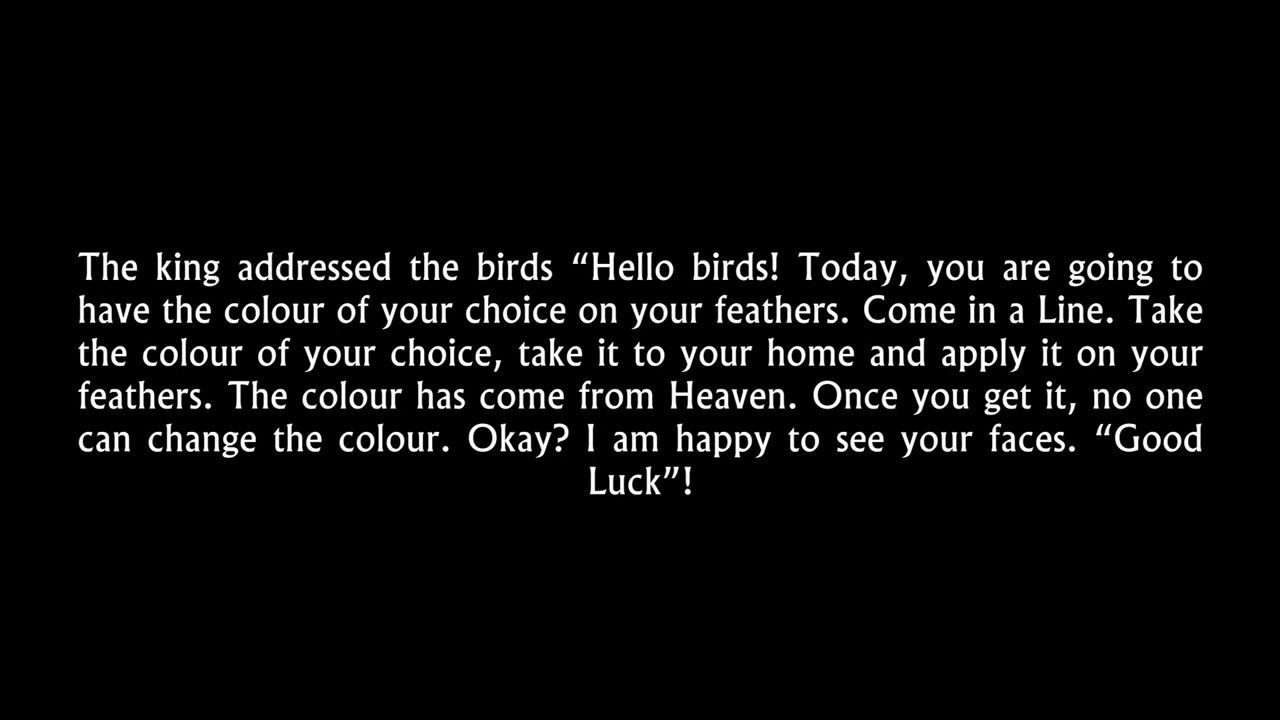 The king addressed the birds “Hello birds! Today, you are going to
have the colour of your choice on your feathers. Come in a Line. Take
the colour of your choice, take it to your home and apply it on your
feathers. The colour has come from Heaven. Once you get it, no one
can change the colour. Okay? I am happy to see your faces. “Good
Luck”!